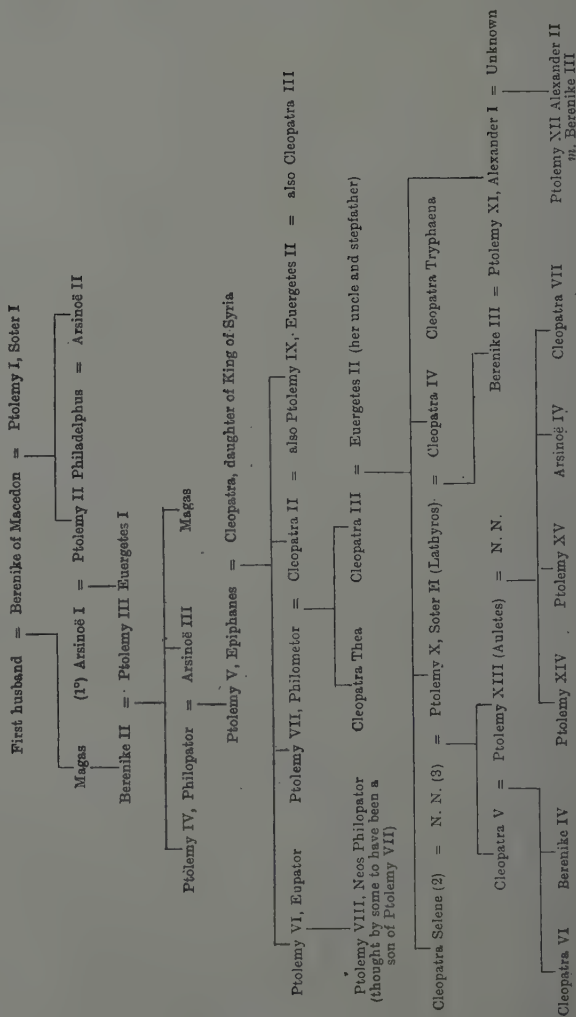 First husband = Berenike of Macedon = Ptolemy I, Soter I
Magas (1º) Arsinoë I = Ptolemy II Philadelphus = Arsinoë II
Berenike II = Ptolemy III Euergetes I
Ptolemy IV, Philopator = Arsinoë III Magas
Ptolemy V, Epiphanes = Cleopatra, daughter of King of Syria
Ptolemy VI, Eupator Ptolemy VII, Philometor = Cleopatra II = also Ptolemy IX, Euergetes II = also Cleopatra III
Ptolemy VIII, Neos Philopator Cleopatra Thea Cleopatra III = Euergetes II (her uncle and stepfather)
(thought by some to have been a
son of Ptolemy VII)
Cleopatra Selene (2) = N. N. (3) = Ptolemy X, Soter II (Lathyros) = Cleopatra IV Cleopatra Tryphaena
Berenike III = Ptolemy XI, Alexander I = Unknown
Cleopatra V = Ptolemy XIII (Auletes) = N. N.
Ptolemy XII Alexander II
m. Berenike III
Cleopatra VI Berenike IV Ptolemy XIV Ptolemy XV Arsinoë IV Cleopatra VII